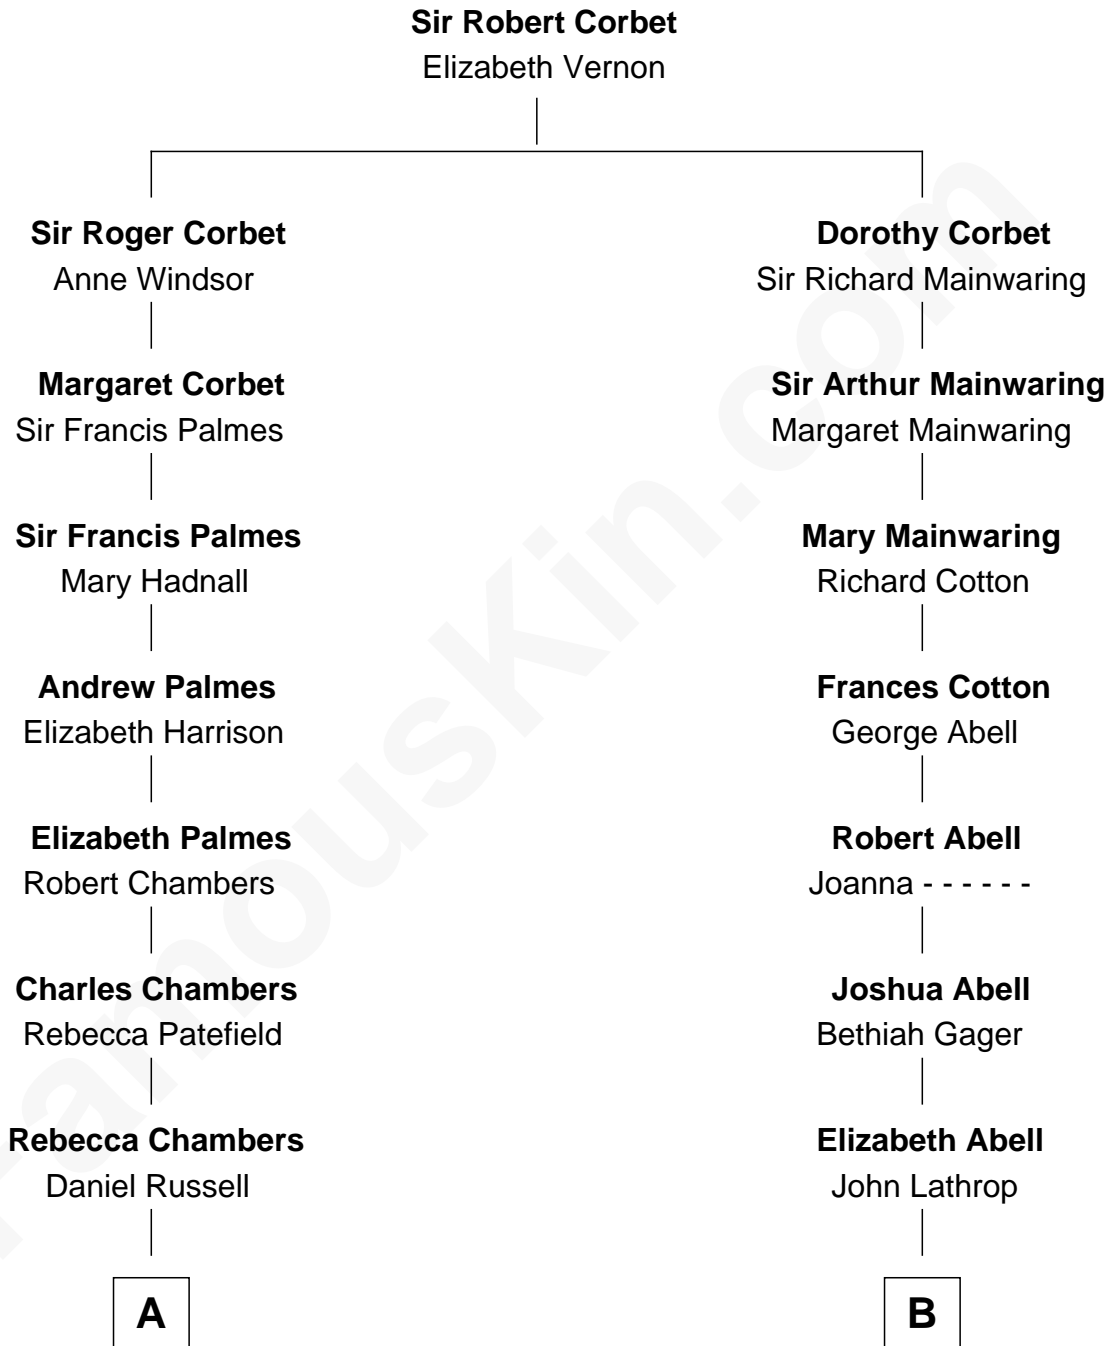 Sir Robert Corbet
Elizabeth Vernon
Sir Roger Corbet
Anne Windsor
Dorothy Corbet
Sir Richard Mainwaring
Margaret Corbet
Sir Francis Palmes
Sir Arthur Mainwaring
Margaret Mainwaring
Sir Francis Palmes
Mary Hadnall
Mary Mainwaring
Richard Cotton
Andrew Palmes
Elizabeth Harrison
Frances Cotton
George Abell
Elizabeth Palmes
Robert Chambers
Robert Abell
Joanna - - - - - -
Charles Chambers
Rebecca Patefield
Joshua Abell
Bethiah Gager
Rebecca Chambers
Daniel Russell
Elizabeth Abell
John Lathrop
A
B
FamousKin.com